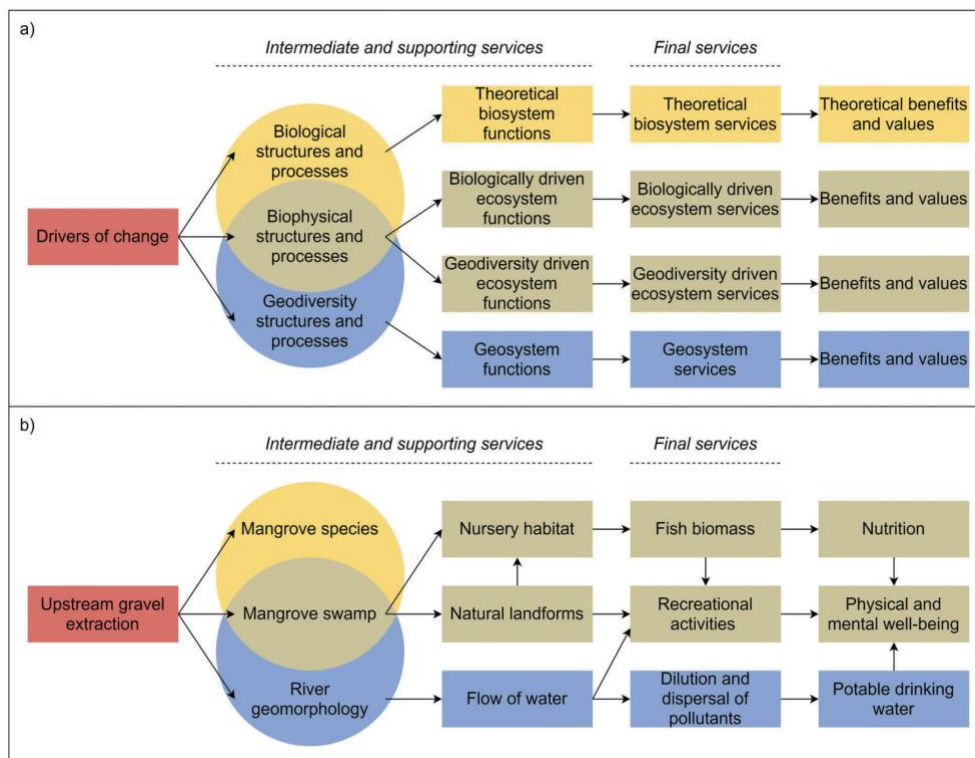 a)
Intermediate and supporting services
Final services
Biological
structures and
processes
Theoretical
biosystem
functions
Theoretical
biosystem services
Theoretical benefits
and values
Drivers of change
Biophysical
structures and
processes
Biologically driven
ecosystem
functions
Biologically driven
ecosystem services
Benefits and values
Geodiversity driven
ecosystem
functions
Geodiversity driven
ecosystem services
Benefits and values
Geodiversity
structures and
processes
Geosystem
functions
Geosystem
services
Benefits and values
b)
Intermediate and supporting services
Final services
Mangrove species
Nursery habitat
Fish biomass
Nutrition
Upstream gravel
extraction
Mangrove swamp
Natural landforms
Recreational
activities
Physical and
mental well-being
River
geomorphology
Flow of water
Dilution and
dispersal of
pollutants
Potable drinking
water